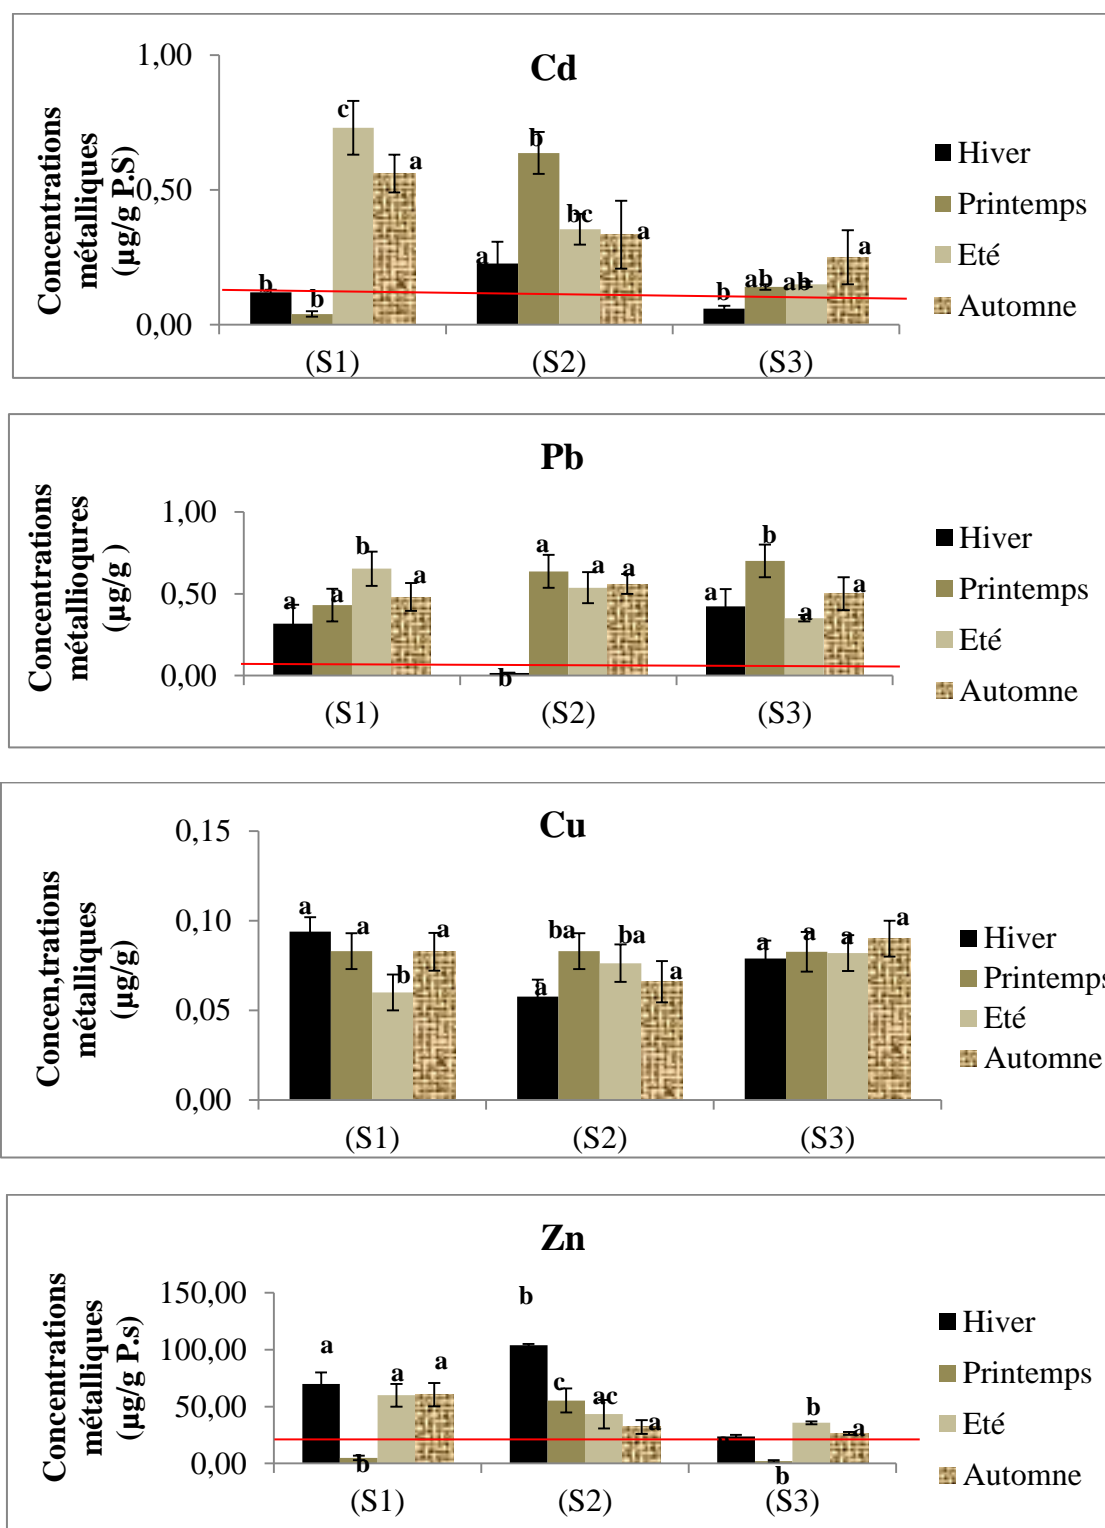 Cd
Concentrations
métalliques
(µg/g P.S)
1,00
0,50
0,00
b
b
c
a
a
b
bc
a
b
ab
ab
a
(S1)
(S2)
(S3)
Hiver
Printemps
Eté
Automne
Pb
Concentrations
métallioqures
(µg/g )
1,00
0,50
0,00
a
a
b
a
b
a
a
a
a
b
a
a
(S1)
(S2)
(S3)
Hiver
Printemps
Eté
Automne
Cu
Concen,trations
métalliques
(µg/g)
0,15
0,10
0,05
0,00
a
a
b
a
a
ba
ba
a
a
a
a
a
(S1)
(S2)
(S3)
Hiver
Printemps
Eté
Automne
Zn
Concentrations
métalliques
(µg/g P.s)
150,00
100,00
50,00
0,00
a
b
a
a
b
c
ac
a
b
b
a
(S1)
(S2)
(S3)
Hiver
Printemps
Eté
Automne